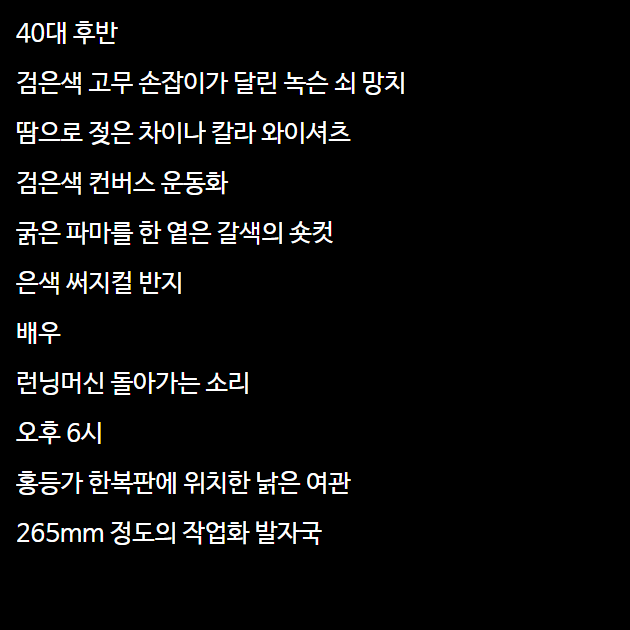 40대 후반
검은색 고무 손잡이가 달린 녹슨 쇠 망치
땀으로 젖은 차이나 칼라 와이셔츠
검은색 컨버스 운동화
굵은 파마를 한 옅은 갈색의 숏컷
은색 써지컬 반지
배우
런닝머신 돌아가는 소리
오후 6시
홍등가 한복판에 위치한 낡은 여관
265mm 정도의 작업화 발자국